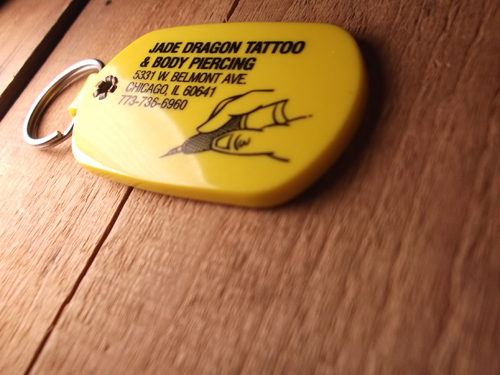 JADE DRAGON TATTOO
& BODY PIERCING
5331 W. BELMONT AVE.
CHICAGO, IL 60641
773-736-6960